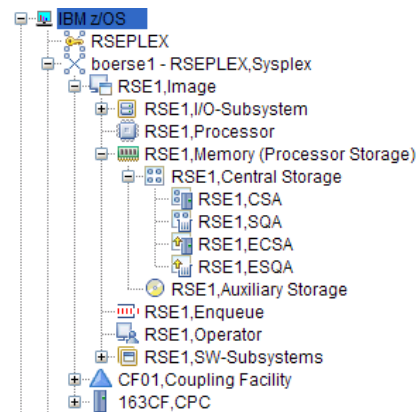 IBM z/OS
RSEPLEX
boerse1 - RSEPLEX,Sysplex
RSE1,Image
RSE1,I/O-Subsystem
RSE1,Processor
RSE1,Memory (Processor Storage)
RSE1,Central Storage
RSE1,CSA
RSE1,SQA
RSE1,ECSA
RSE1,ESQA
RSE1,Auxiliary Storage
RSE1,Enqueue
RSE1,Operator
RSE1,SW-Subsystems
CF01,Coupling Facility
163CF,CPC